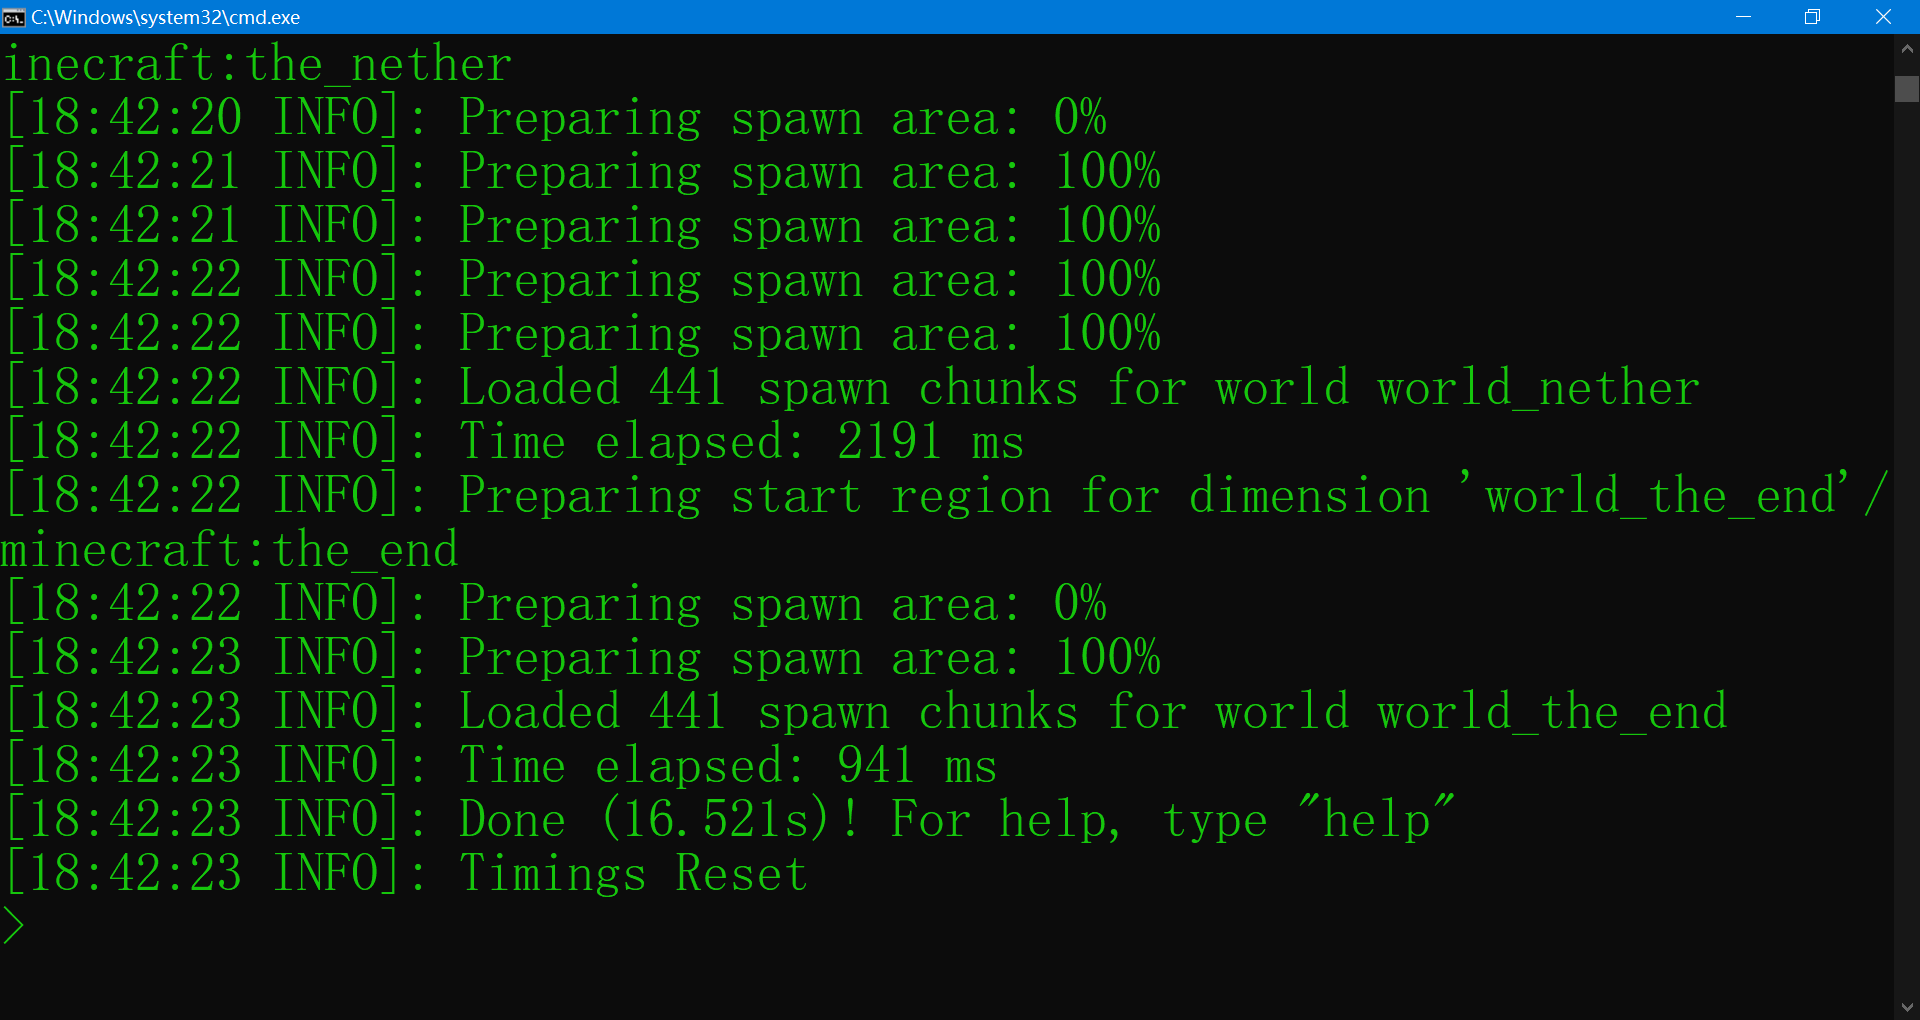 C:\Windows\system32\cmd.exe
inecraft:the_nether
[18:42:20 INFO]: Preparing spawn area: 0%
[18:42:21 INFO]: Preparing spawn area: 100%
[18:42:21 INFO]: Preparing spawn area: 100%
[18:42:22 INFO]: Preparing spawn area: 100%
[18:42:22 INFO]: Preparing spawn area: 100%
[18:42:22 INFO]: Loaded 441 spawn chunks for world world_nether
[18:42:22 INFO]: Time elapsed: 2191 ms
[18:42:22 INFO]: Preparing start region for dimension 'world_the_end'/
minecraft:the_end
[18:42:22 INFO]: Preparing spawn area: 0%
[18:42:23 INFO]: Preparing spawn area: 100%
[18:42:23 INFO]: Loaded 441 spawn chunks for world world_the_end
[18:42:23 INFO]: Time elapsed: 941 ms
[18:42:23 INFO]: Done (16.521s)! For help, type "help"
[18:42:23 INFO]: Timings Reset
>